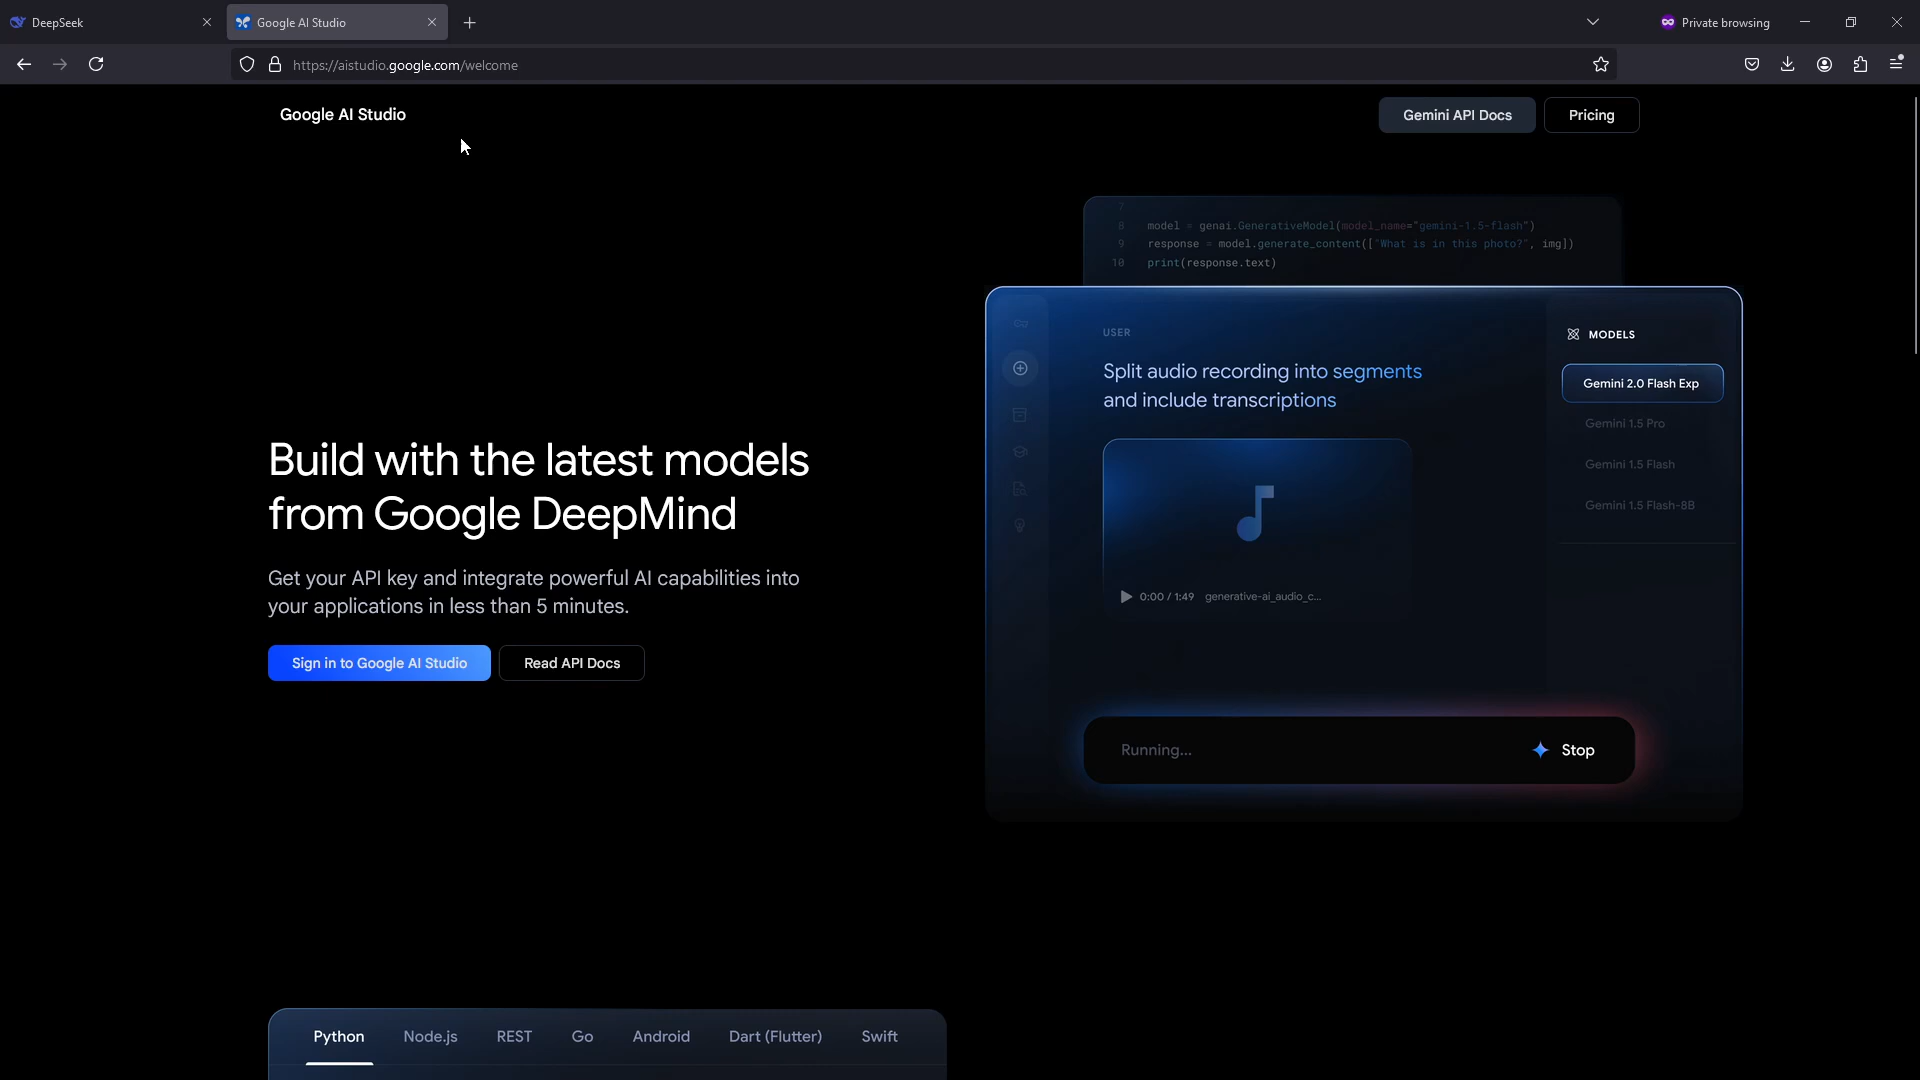 DeepSeek
Google AI Studio
Private browsing
https://aistudio.google.com/welcome
Google AI Studio
Gemini API Docs
Pricing
7
8 model = genai.GenerativeModel(model_name="gemini-1.5-flash")
9 response = model.generate_content(["What is in this photo?", img])
10 print(response.text)
USER
Split audio recording into segments
and include transcriptions
0:00 / 1:49 generative-ai_audio_c...
MODELS
Gemini 2.0 Flash Exp
Gemini 1.5 Pro
Gemini 1.5 Flash
Gemini 1.5 Flash-8B
Running...
Stop
Build with the latest models
from Google DeepMind
Get your API key and integrate powerful AI capabilities into
your applications in less than 5 minutes.
Sign in to Google AI Studio
Read API Docs
Python Node.js REST Go Android Dart (Flutter) Swift